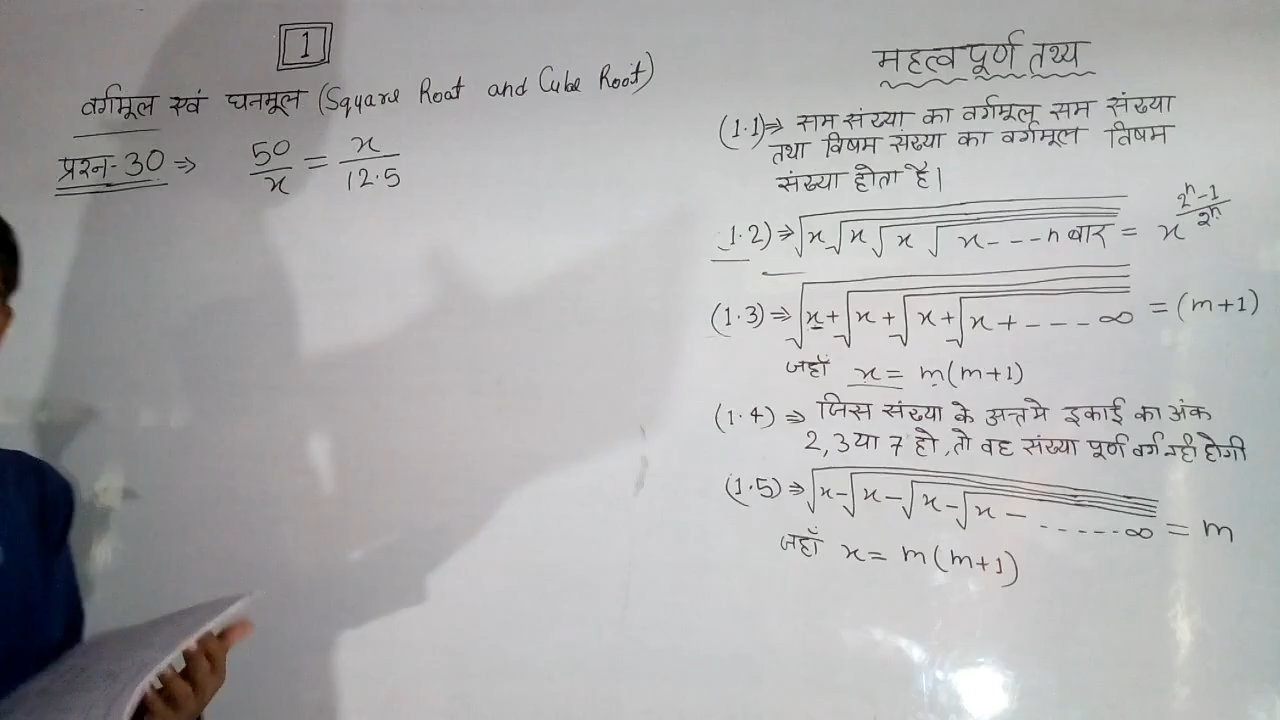 1
वर्गमूल एवं घनमूल (Square Root and Cube Root)
प्रश्न-30 ⇒ 50/x = x/12.5
महत्वपूर्ण तथ्य
(1.1)⇒ सम संख्या का वर्गमूल सम संख्या
तथा विषम संख्या का वर्गमूल विषम
संख्या होता है।
1.2)⇒ √x√x√x√x---n बार = x^(2^n-1)/2^n
(1.3)⇒ √x+√x+√x+√x+---∞ = (m+1)
जहाँ x = m(m+1)
(1.4) ⇒ जिस संख्या के अन्त मे इकाई का अंक
2, 3 या 7 हो, तो वह संख्या पूर्ण वर्ग नही होगी
(1.5)⇒ √x-√x-√x-√x-......∞ = m
जहाँ x = m(m+1)